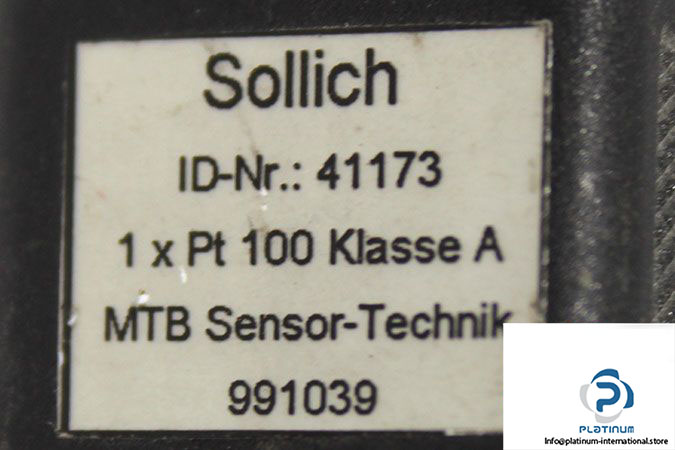 Sollich
ID-Nr.: 41173
1 x Pt 100 Klasse A
MTB Sensor-Technik
991039
PLATINUM
Info@platinum-international.store